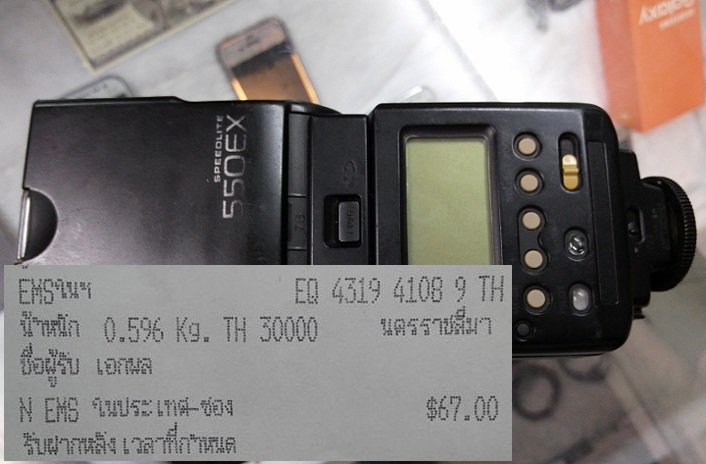 Galaxy
SPEEDLITE
550EX
EMSในฯ EQ 4319 4108 9 TH
น้ำหนัก 0.596 Kg. TH 30000 นครราชสีมา
ชื่อผู้รับ เอกผล
N EMS ในประเทศ-ซอง $67.00
รับฝากหลังเวลาที่กำหนด